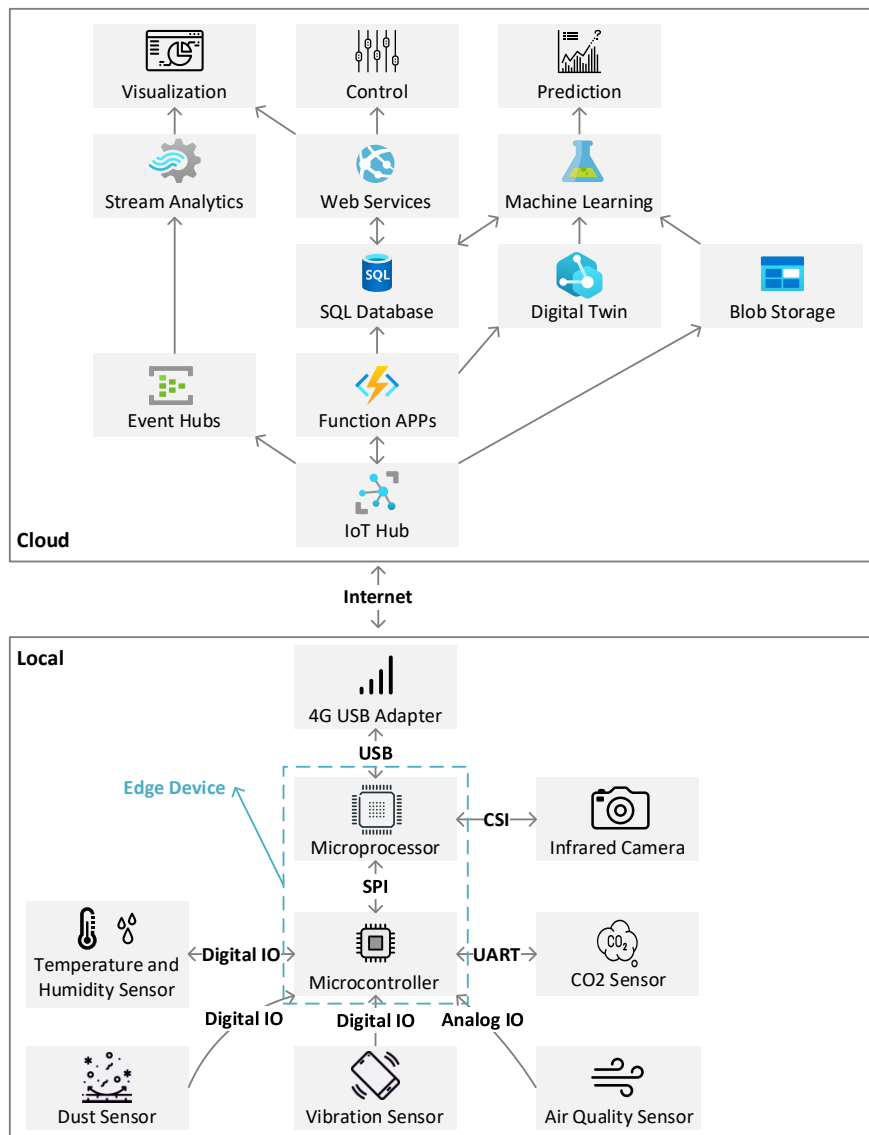 Visualization
Control
Prediction
?
Stream Analytics
Web Services
Machine Learning
SQL
SQL Database
Digital Twin
Blob Storage
Event Hubs
Function APPs
IoT Hub
Cloud
Internet
Local
4G USB Adapter
USB
Edge Device
Microprocessor
CSI
Infrared Camera
SPI
CO2
Temperature and
Humidity Sensor
Digital IO
Microcontroller
UART
CO2 Sensor
Digital IO
Digital IO
Analog IO
Dust Sensor
Vibration Sensor
Air Quality Sensor